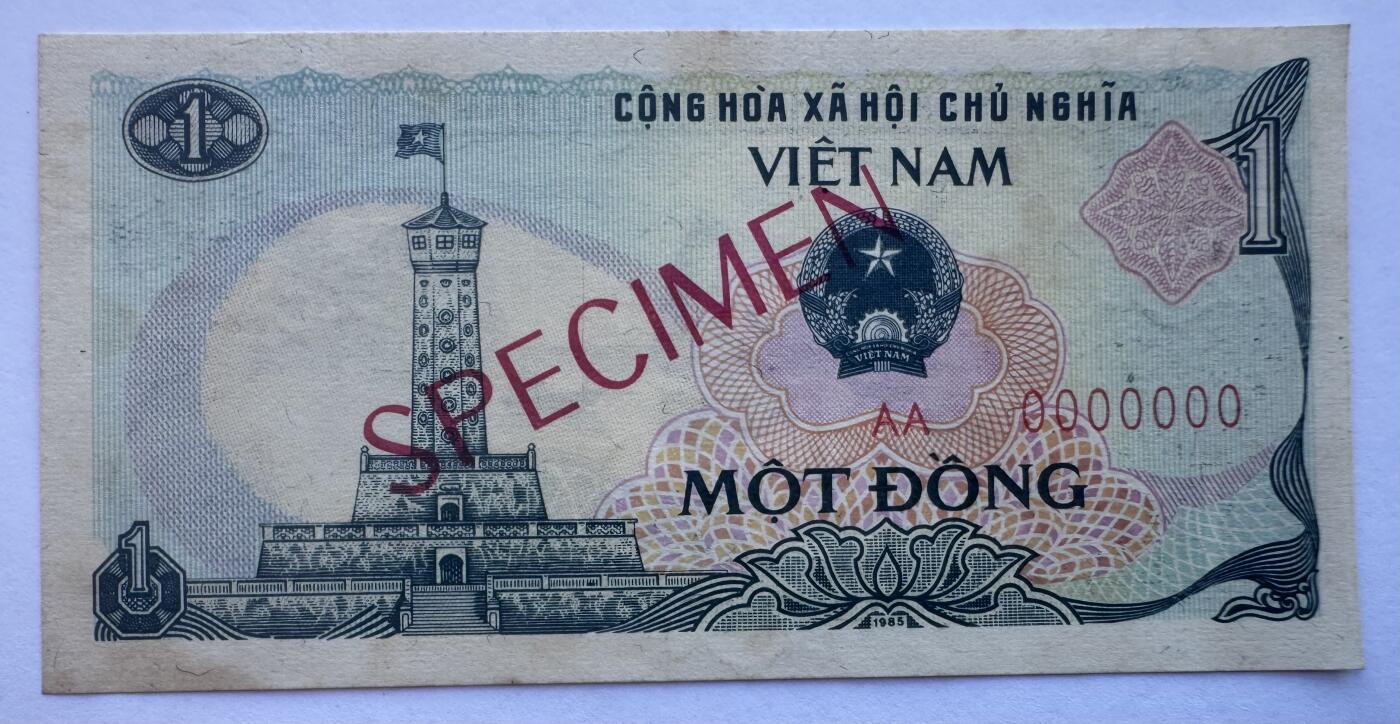 1
CỘNG HÒA XÃ HỘI CHỦ NGHĨA
VIỆT NAM
1
SPECIMEN
VIỆT NAM
AA 0000000
MỘT ĐỒNG
1
1985